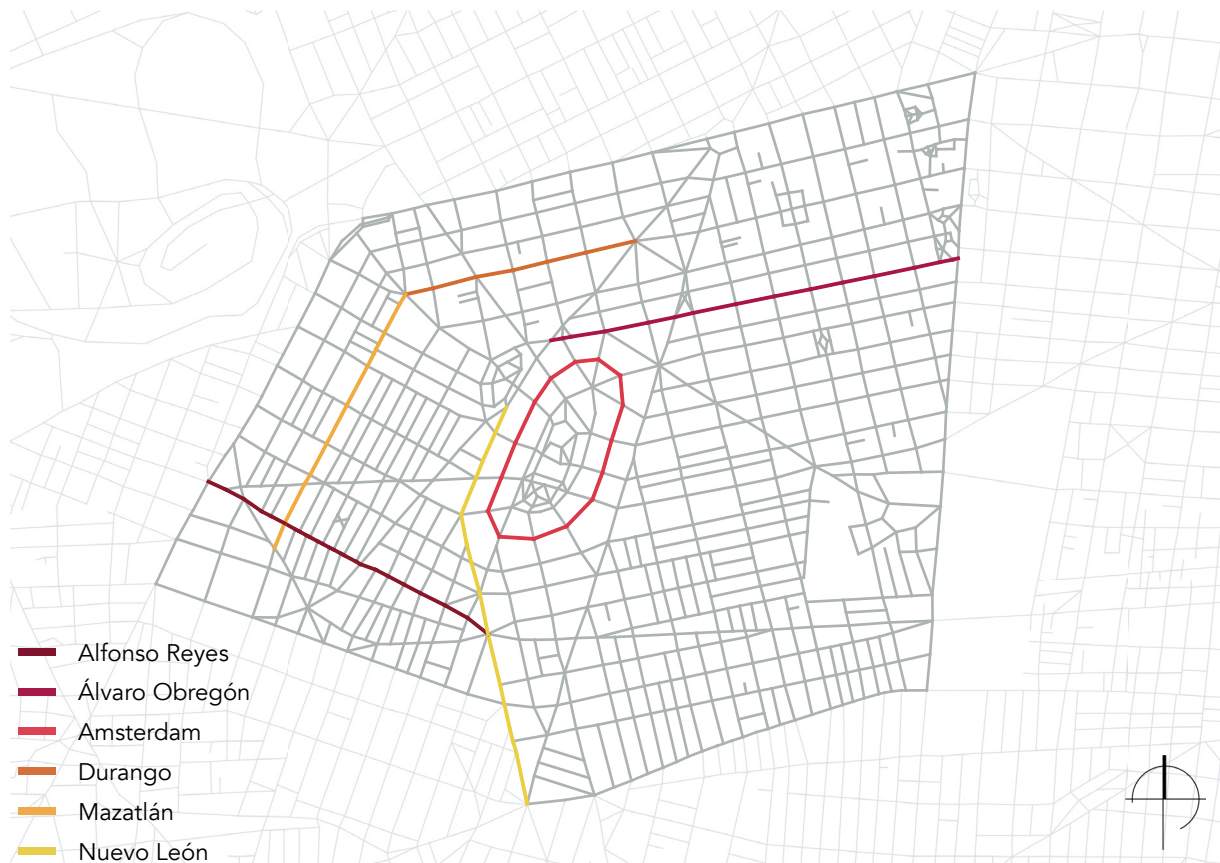 Alfonso Reyes
Álvaro Obregón
Amsterdam
Durango
Mazatlán
Nuevo León